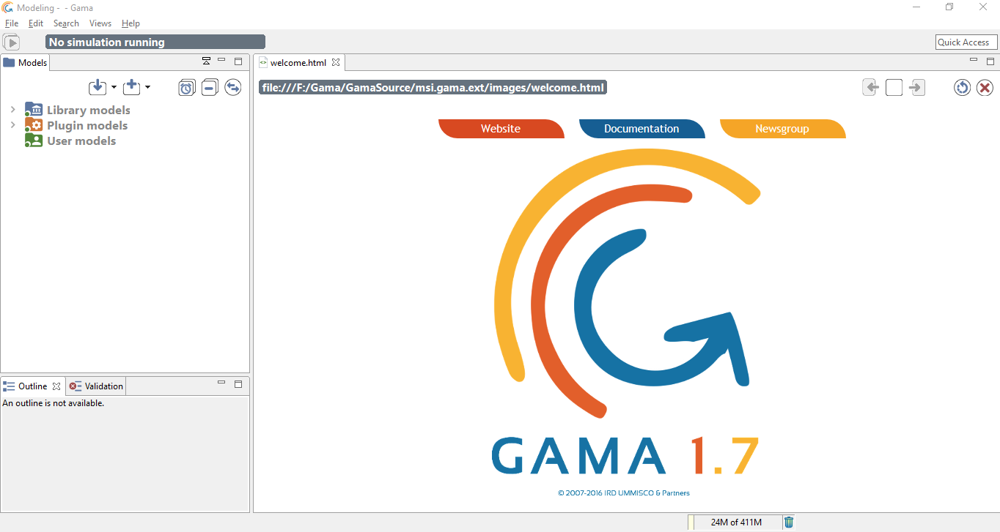 Modeling -  - Gama
File Edit Search Views Help
No simulation running
Quick Access
Models
welcome.html
file:///F:/Gama/GamaSource/msi.gama.ext/images/welcome.html
Library models
Plugin models
User models
Website Documentation Newsgroup
GAMA 1.7
© 2007-2016 IRD UMMISCO & Partners
Outline Validation
An outline is not available.
24M of 411M